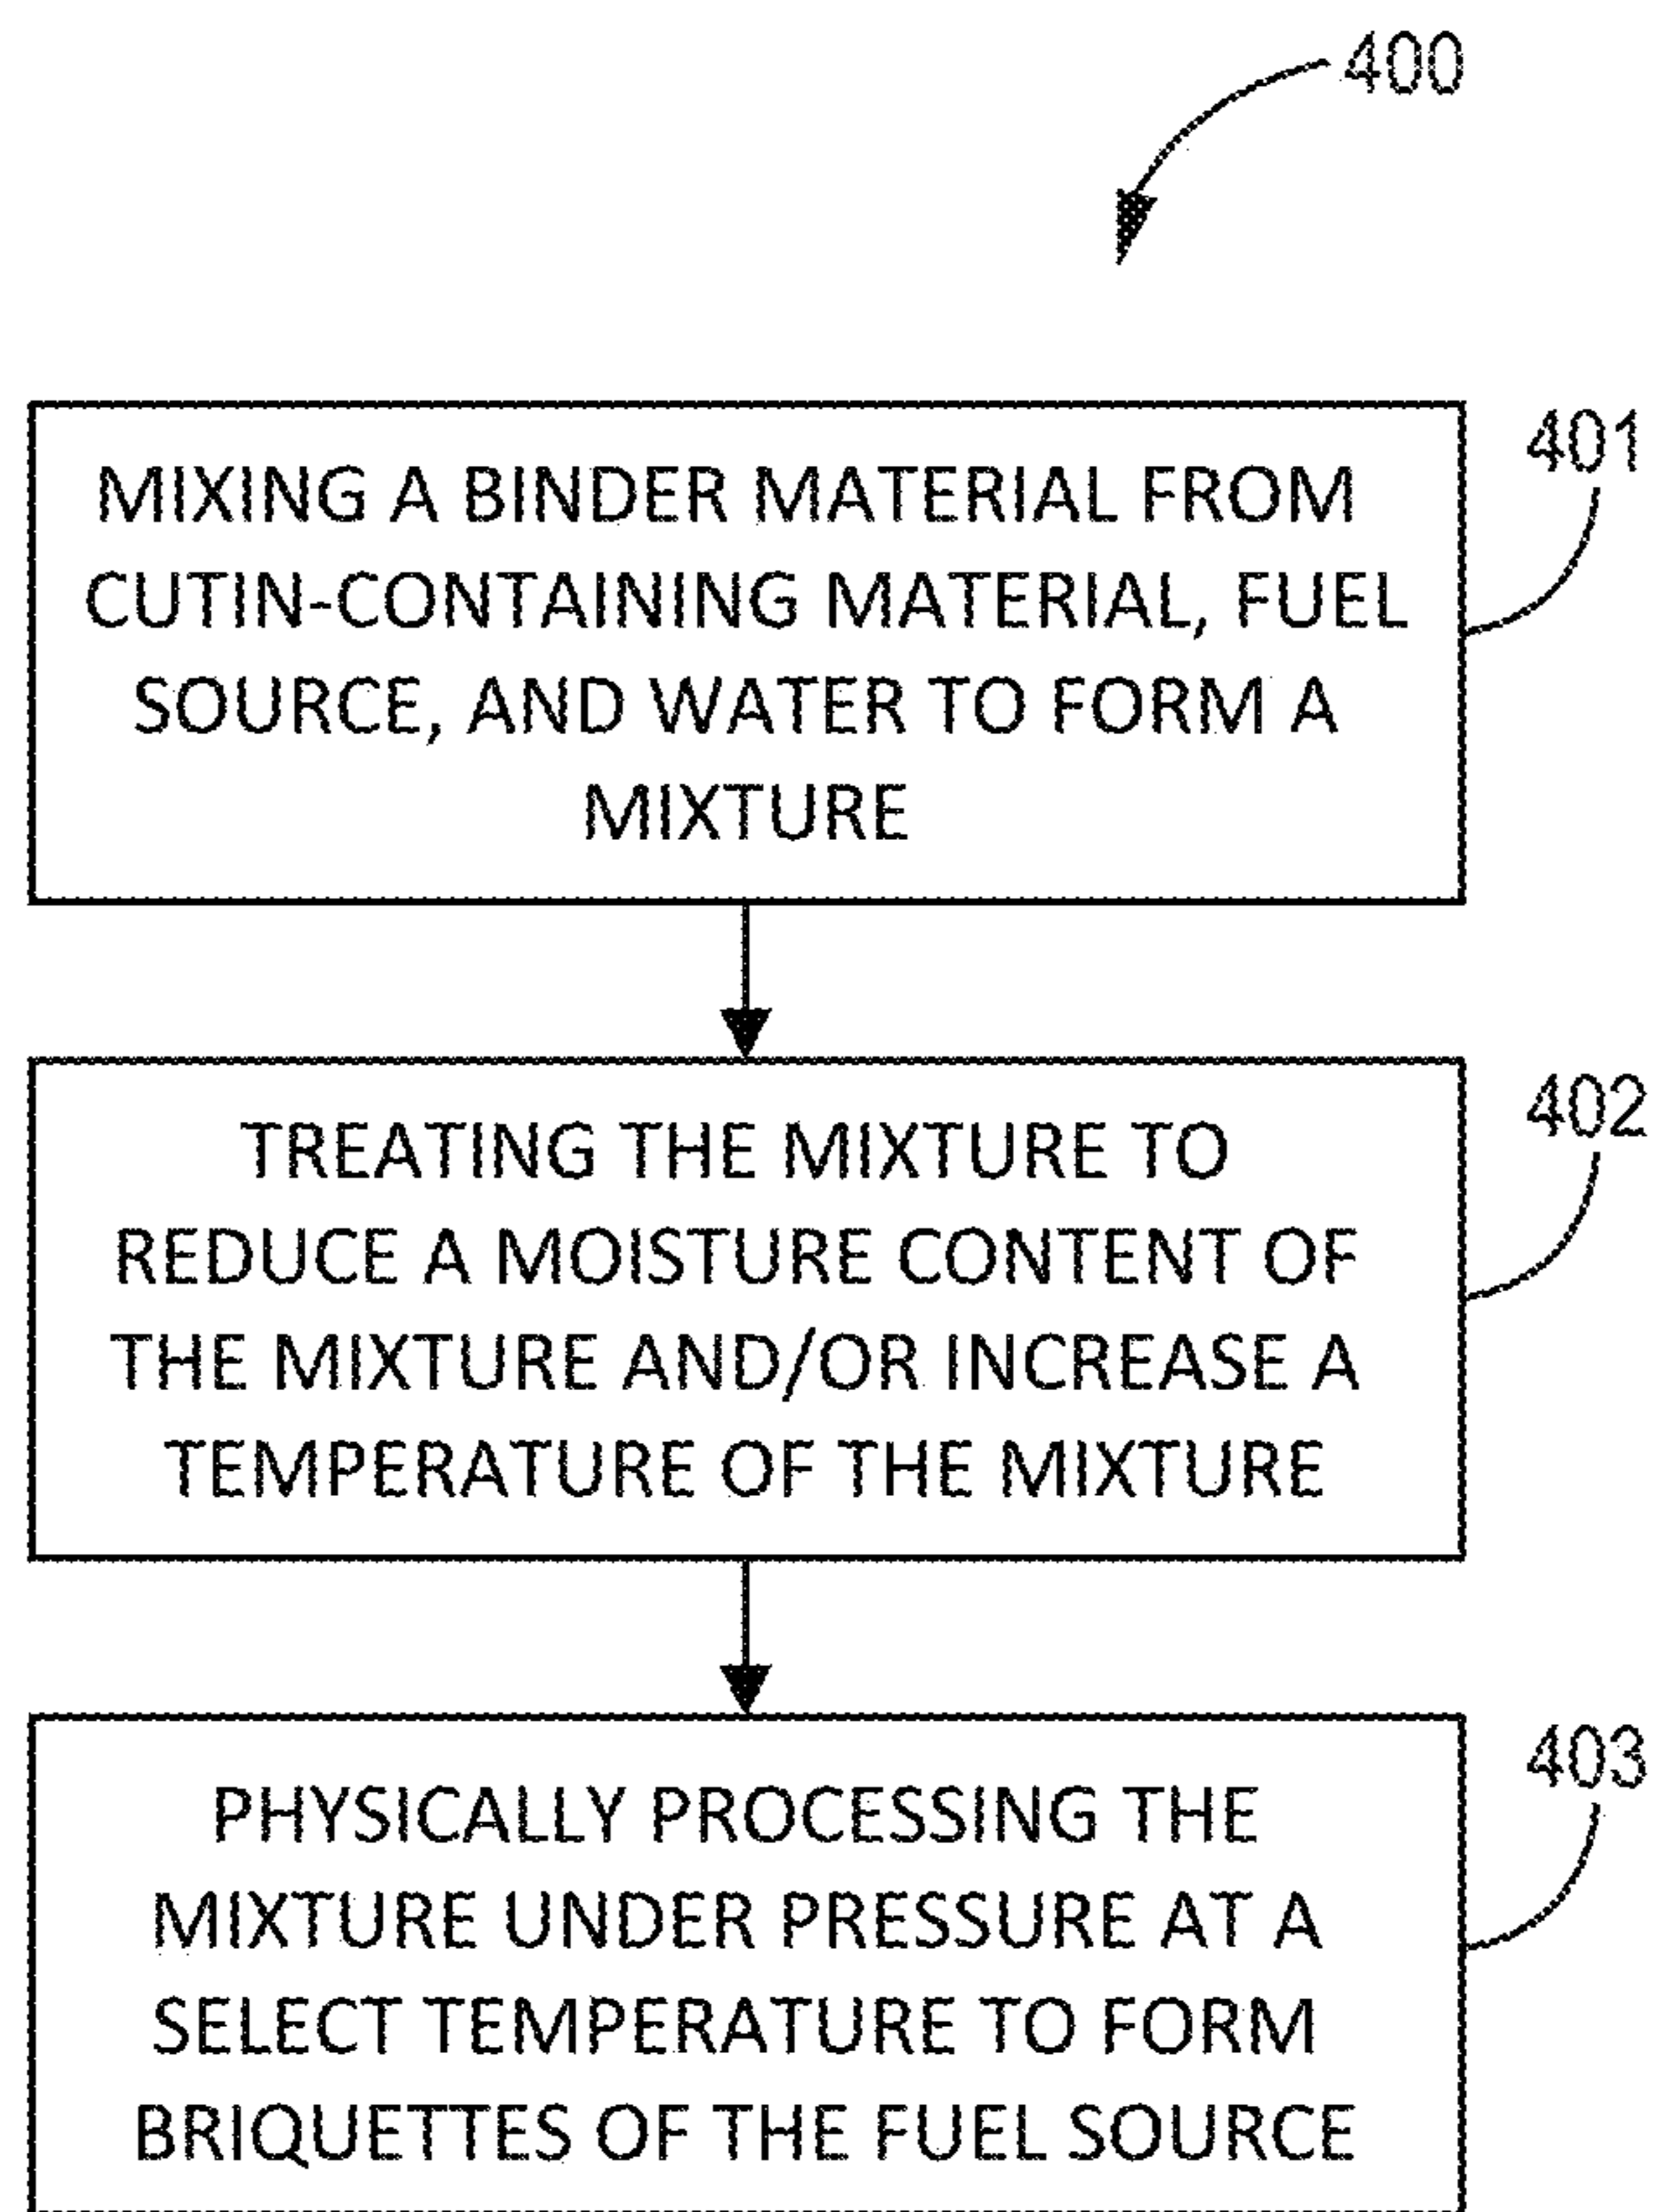 400
MIXING A BINDER MATERIAL FROM
CUTIN-CONTAINING MATERIAL, FUEL
SOURCE, AND WATER TO FORM A
MIXTURE
401
TREATING THE MIXTURE TO
REDUCE A MOISTURE CONTENT OF
THE MIXTURE AND/OR INCREASE A
TEMPERATURE OF THE MIXTURE
402
PHYSICALLY PROCESSING THE
MIXTURE UNDER PRESSURE AT A
SELECT TEMPERATURE TO FORM
BRIQUETTES OF THE FUEL SOURCE
403